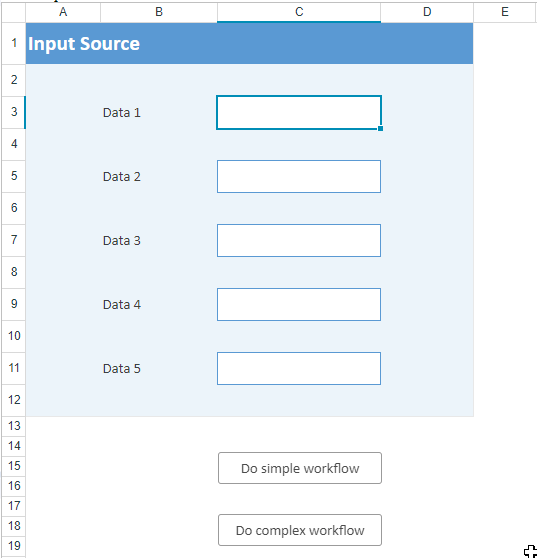 A B C D E
1 Input Source
2
3 Data 1
4
5 Data 2
6
7 Data 3
8
9 Data 4
10
11 Data 5
12
13
14
15 Do simple workflow
16
17
18 Do complex workflow
19